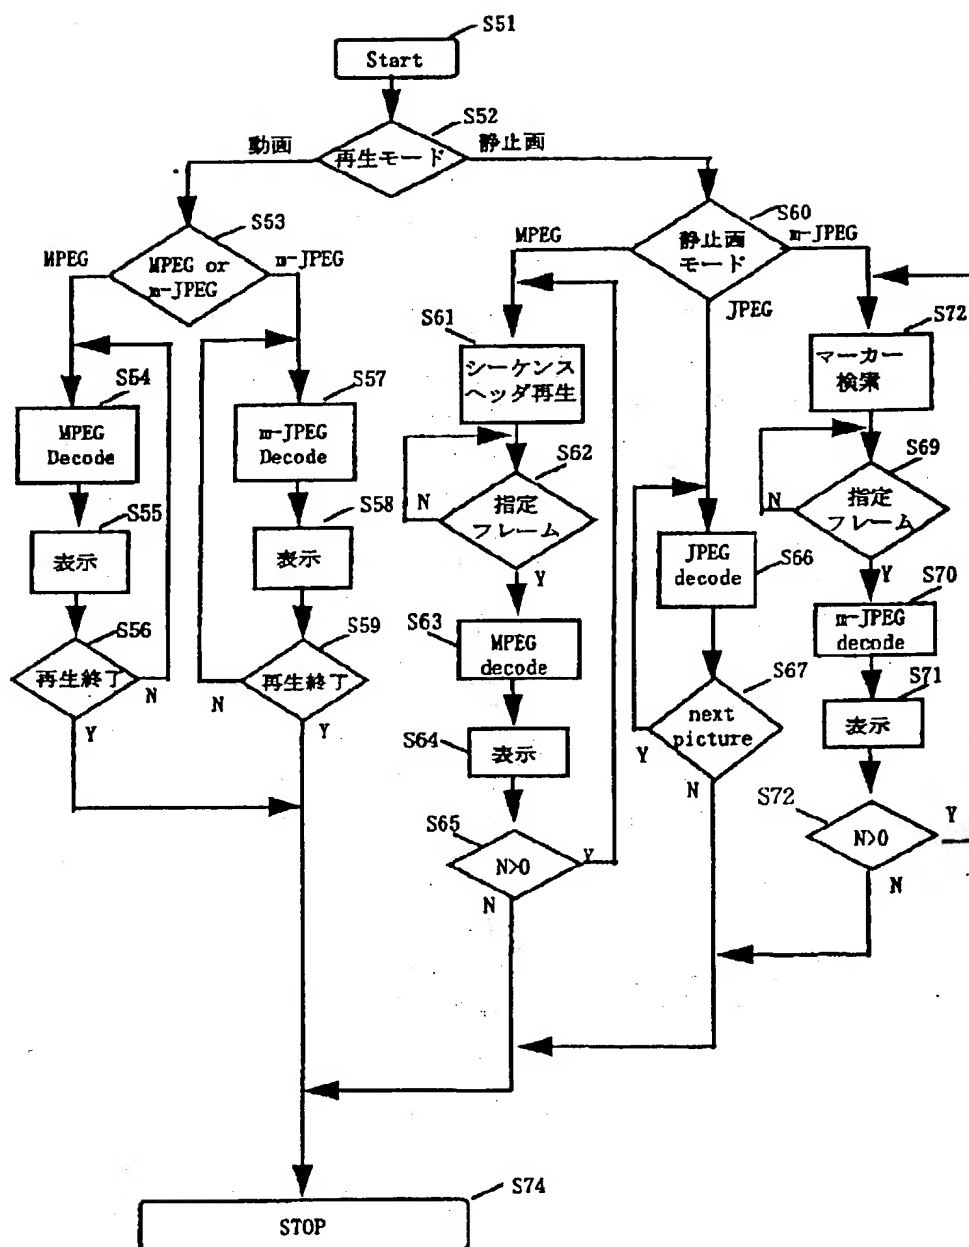 S51
Start
S52
動画
再生モード
静止画
S53
MPEG
MPEG or
m-JPEG
m-JPEG
S54
MPEG
Decode
S55
表示
S56
再生終了
N
Y
S57
m-JPEG
Decode
S58
表示
S59
再生終了
N
Y
S60
MPEG
静止画
モード
m-JPEG
JPEG
S61
シーケンス
ヘッダ再生
S62
N
指定
フレーム
Y
S63
MPEG
decode
S64
表示
S65
N>0
Y
N
JPEG
decode
S66
S67
next
picture
Y
N
S72
マーカー
検索
S69
N
指定
フレーム
Y
S70
m-JPEG
decode
S71
表示
S72
N>0
Y
N
S74
STOP